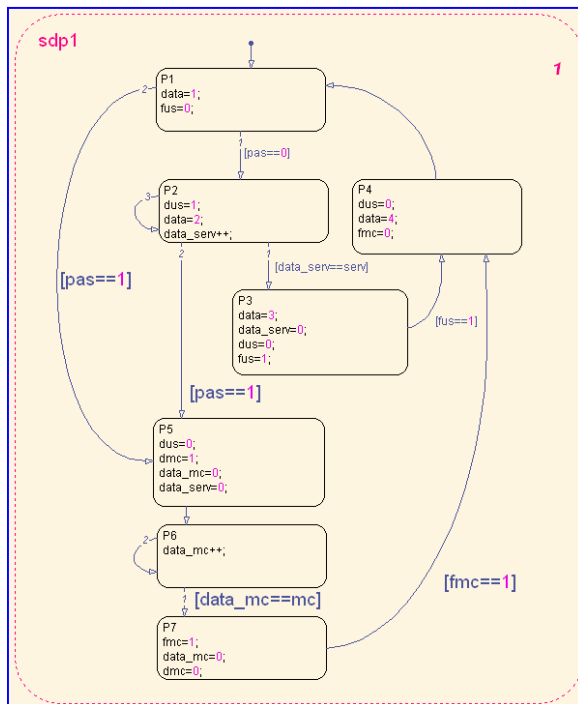 sdp1
1
P1
data=1;
fus=0;
2
1
[pas==0]
P2
dus=1;
data=2;
data_serv++;
3
2
1
P4
dus=0;
data=4;
fmc=0;
[pas==1]
[data_serv==serv]
P3
data=3;
data_serv=0;
dus=0;
fus=1;
[fus==1]
[pas==1]
P5
dus=0;
dmc=1;
data_mc=0;
data_serv=0;
P6
data_mc++;
2
1
[data_mc==mc]
[fmc==1]
P7
fmc=1;
data_mc=0;
dmc=0;